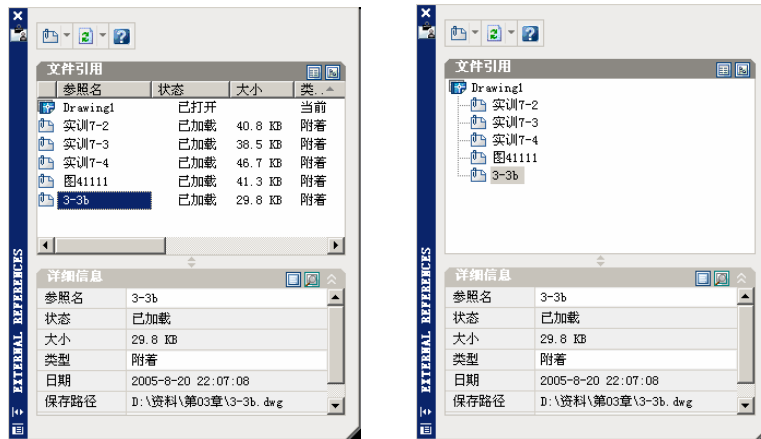 文件引用
参照名 状态 大小 类...
Drawing1 已打开 当前
实训7-2 已加载 40.8 KB 附着
实训7-3 已加载 38.5 KB 附着
实训7-4 已加载 46.7 KB 附着
图41111 已加载 41.3 KB 附着
3-3b 已加载 29.8 KB 附着
详细信息
参照名 3-3b
状态 已加载
大小 29.8 KB
类型 附着
日期 2005-8-20 22:07:08
保存路径 D:\资料\第03章\3-3b.dwg
EXTERNAL REFERENCES
文件引用
Drawing1
实训7-2
实训7-3
实训7-4
图41111
3-3b
详细信息
参照名 3-3b
状态 已加载
大小 29.8 KB
类型 附着
日期 2005-8-20 22:07:08
保存路径 D:\资料\第03章\3-3b.dwg
EXTERNAL REFERENCES